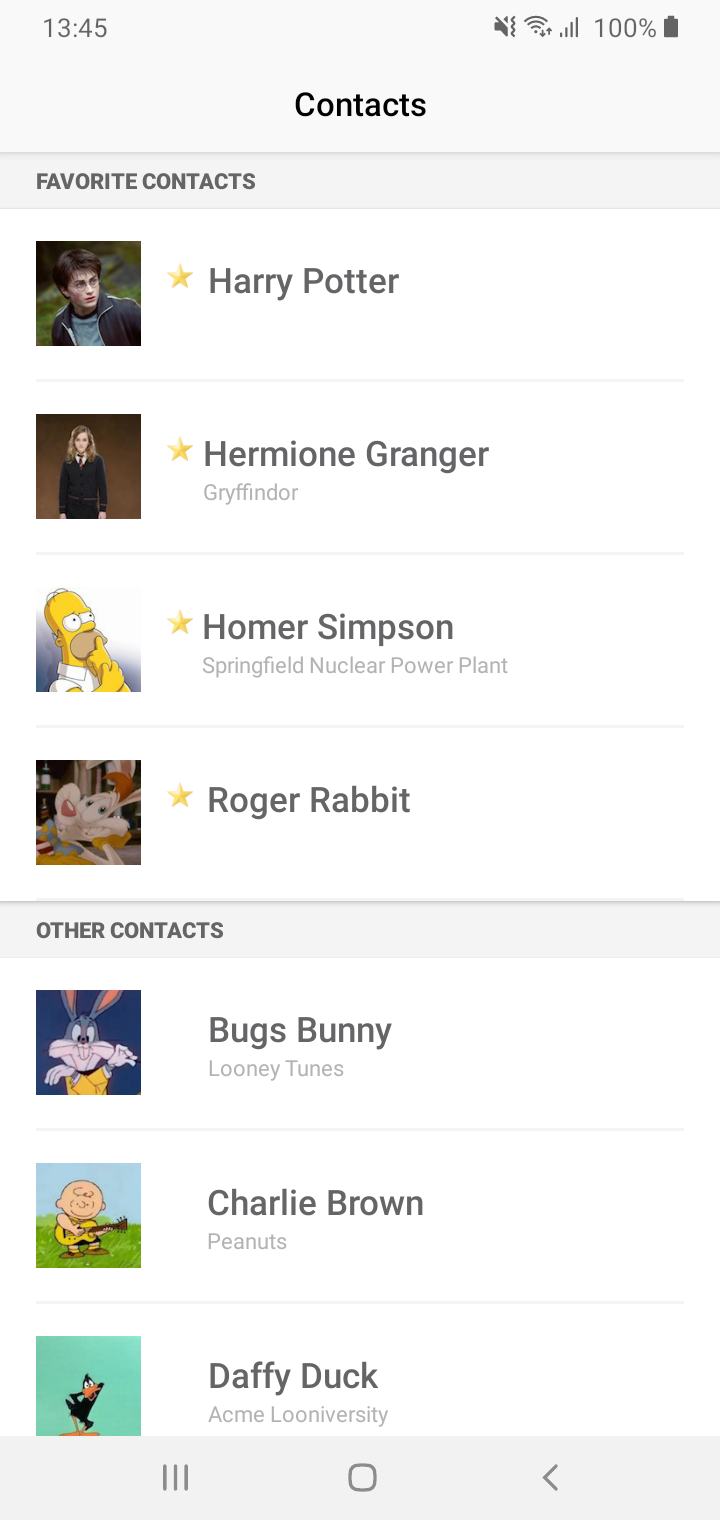 13:45
100%
Contacts
FAVORITE CONTACTS
Harry Potter
Hermione Granger
Gryffindor
Homer Simpson
Springfield Nuclear Power Plant
Roger Rabbit
OTHER CONTACTS
Bugs Bunny
Looney Tunes
Charlie Brown
Peanuts
Daffy Duck
Acme Looniversity